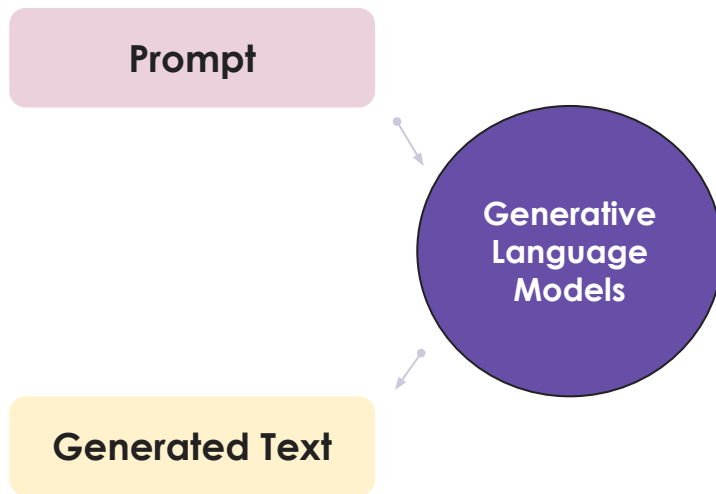 Prompt
Generative
Language
Models
Generated Text